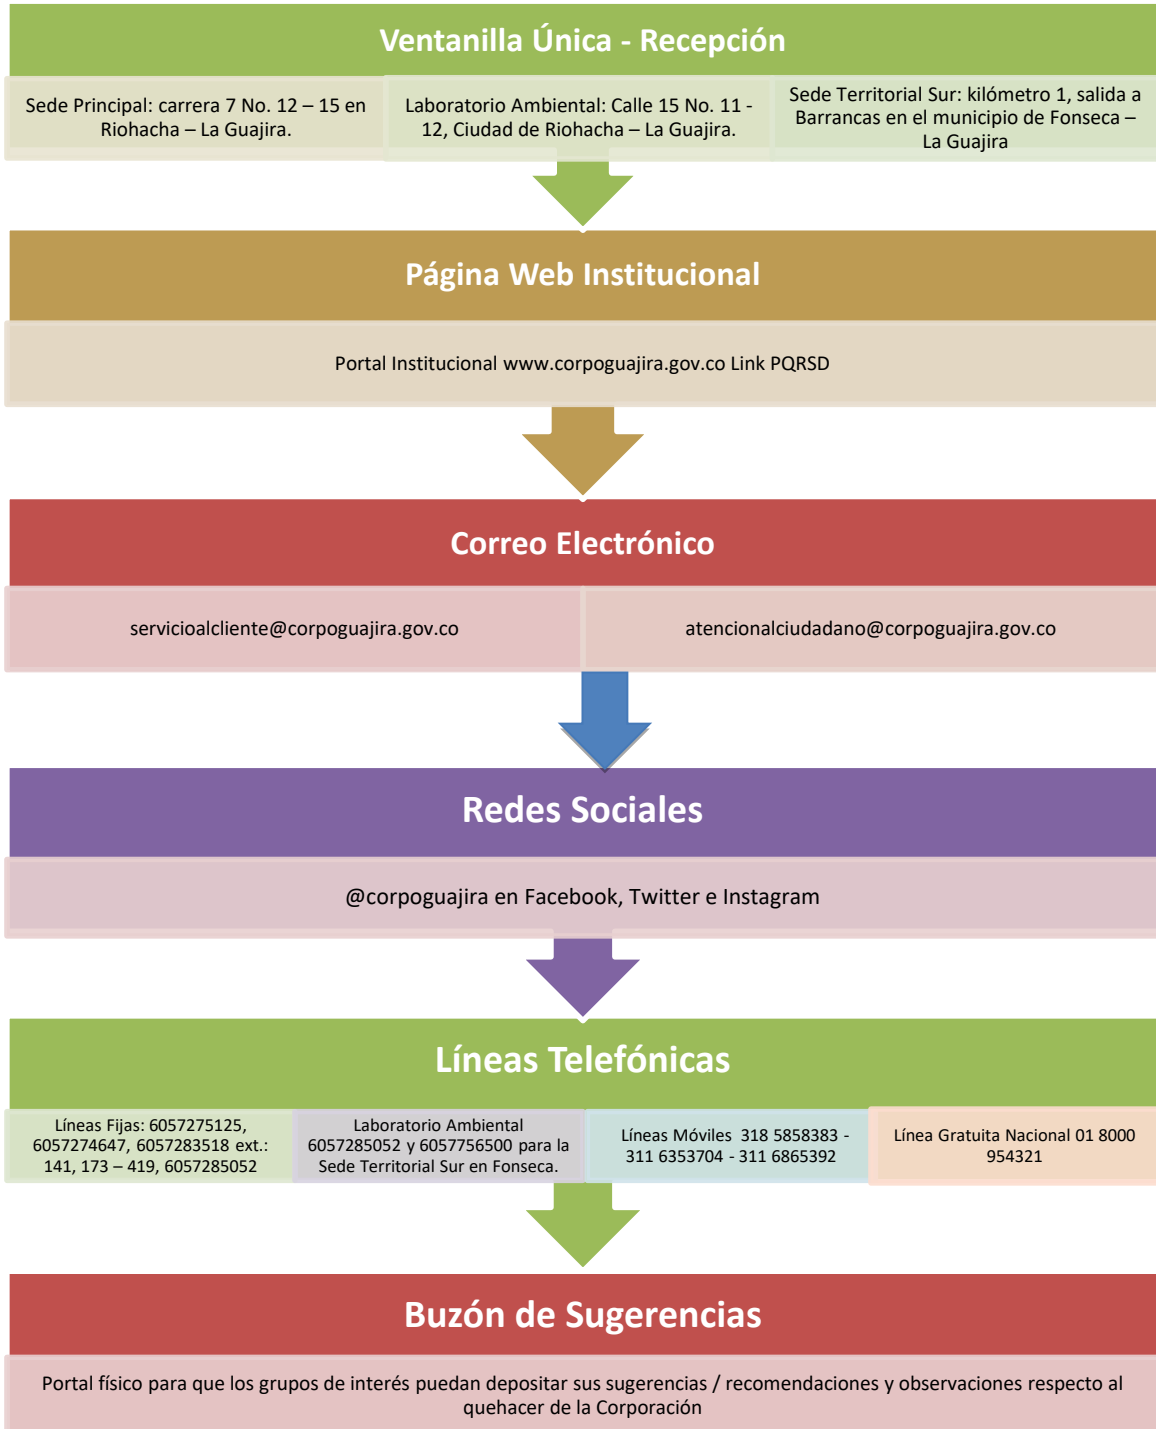 Ventanilla Única - Recepción
Sede Principal: carrera 7 No. 12 – 15 en
Riohacha – La Guajira.
Laboratorio Ambiental: Calle 15 No. 11 -
12, Ciudad de Riohacha – La Guajira.
Sede Territorial Sur: kilómetro 1, salida a
Barrancas en el municipio de Fonseca –
La Guajira
Página Web Institucional
Portal Institucional www.corpoguajira.gov.co Link PQRSD
Correo Electrónico
servicioalcliente@corpoguajira.gov.co
atencionalciudadano@corpoguajira.gov.co
Redes Sociales
@corpoguajira en Facebook, Twitter e Instagram
Líneas Telefónicas
Líneas Fijas: 6057275125,
6057274647, 6057283518 ext.:
141, 173 – 419, 6057285052
Laboratorio Ambiental
6057285052 y 6057756500 para la
Sede Territorial Sur en Fonseca.
Líneas Móviles  318 5858383 -
311 6353704 - 311 6865392
Línea Gratuita Nacional 01 8000
954321
Buzón de Sugerencias
Portal físico para que los grupos de interés puedan depositar sus sugerencias / recomendaciones y observaciones respecto al
quehacer de la Corporación